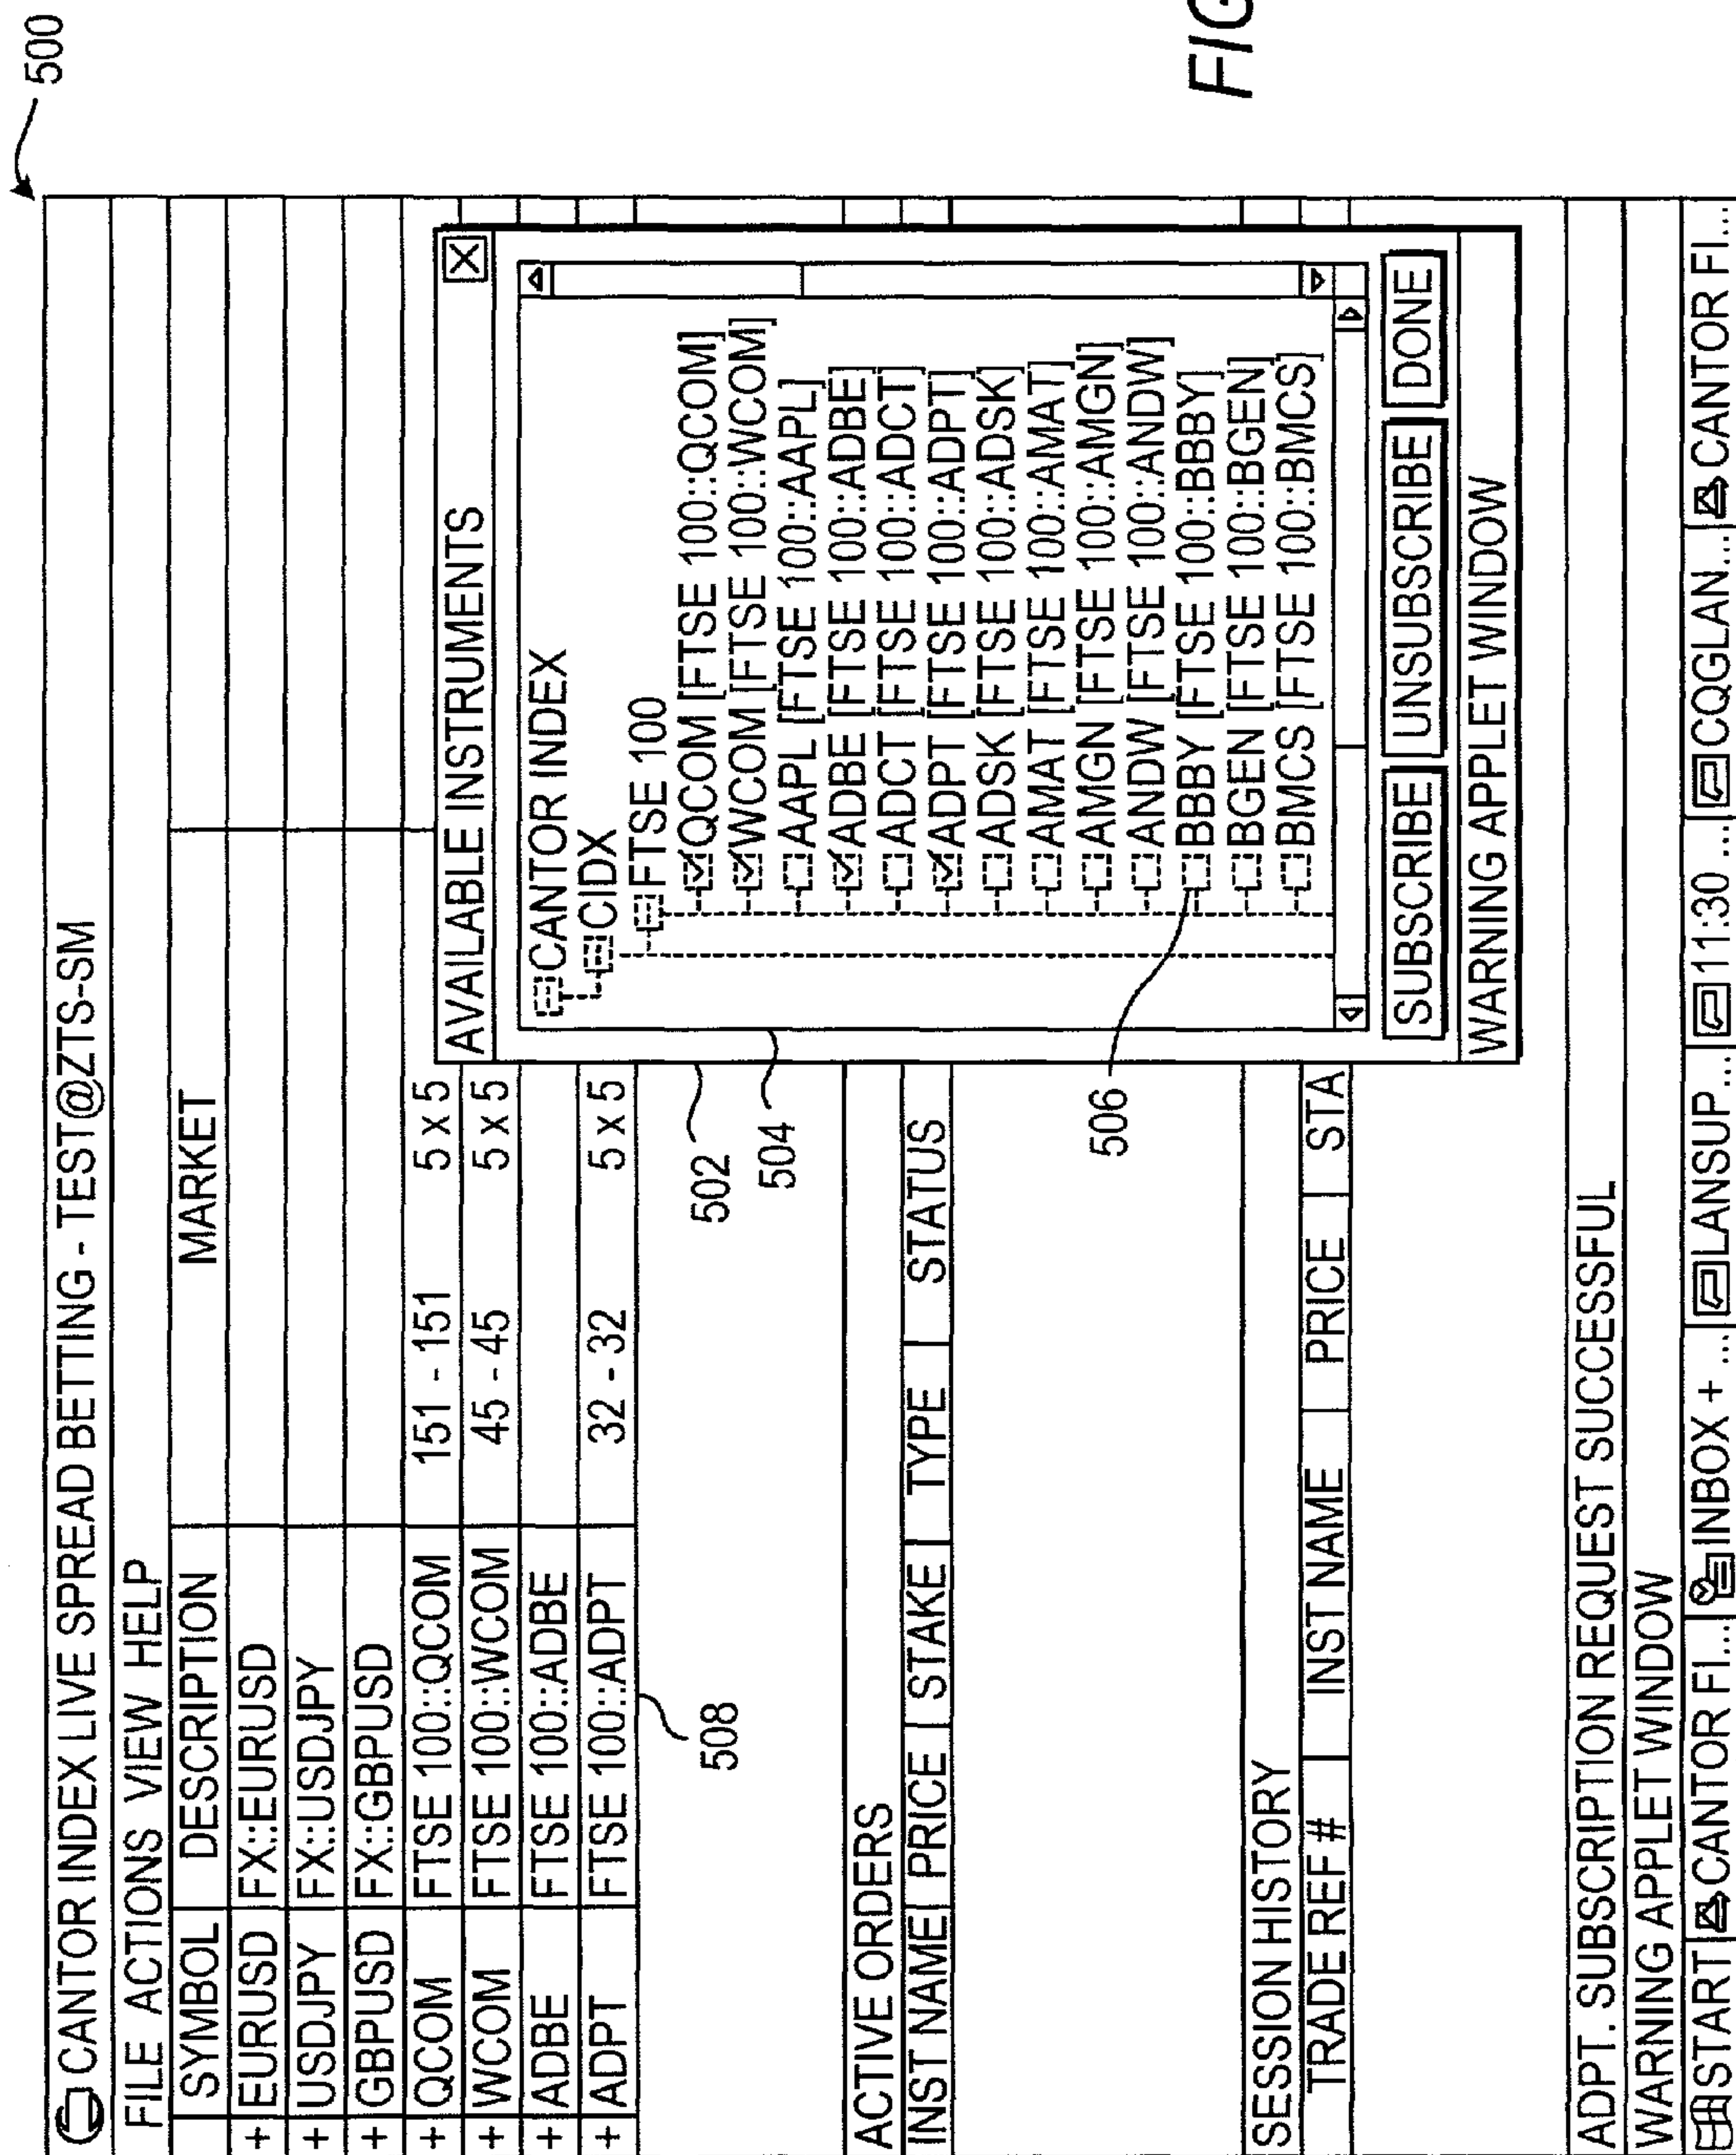 500
CANTOR INDEX LIVE SPREAD BETTING - TEST@ZTS-SM
FILE ACTIONS VIEW HELP
SYMBOL DESCRIPTION MARKET
+ EURUSD FX::EURUSD
+ USDJPY FX::USDJPY
+ GBPUSD FX::GBPUSD
+ QCOM FTSE 100::QCOM 151 - 151 5 x 5
+ WCOM FTSE 100::WCOM 45 - 45 5 x 5
+ ADBE FTSE 100::ADBE
+ ADPT FTSE 100::ADPT 32 - 32 5 x 5
508
502
504
506
AVAILABLE INSTRUMENTS
CANTOR INDEX
CIDX
FTSE 100
QCOM [FTSE 100::QCOM]
WCOM [FTSE 100::WCOM]
AAPL [FTSE 100::AAPL]
ADBE [FTSE 100::ADBE]
ADCT [FTSE 100::ADCT]
ADPT [FTSE 100::ADPT]
ADSK [FTSE 100::ADSK]
AMAT [FTSE 100::AMAT]
AMGN [FTSE 100::AMGN]
ANDW [FTSE 100::ANDW]
BBBY [FTSE 100::BBBY]
BGEN [FTSE 100::BGEN]
BMCS [FTSE 100::BMCS]
SUBSCRIBE UNSUBSCRIBE DONE
WARNING APPLET WINDOW
ACTIVE ORDERS
INST NAME PRICE STAKE TYPE STATUS
SESSION HISTORY
TRADE REF # INST NAME PRICE STA
ADPT. SUBSCRIPTION REQUEST SUCCESSFUL
WARNING APPLET WINDOW
START CANTOR FI... INBOX + ... LANSUP... 11:30 ... CQGLAN... CANTOR FI...
FIG